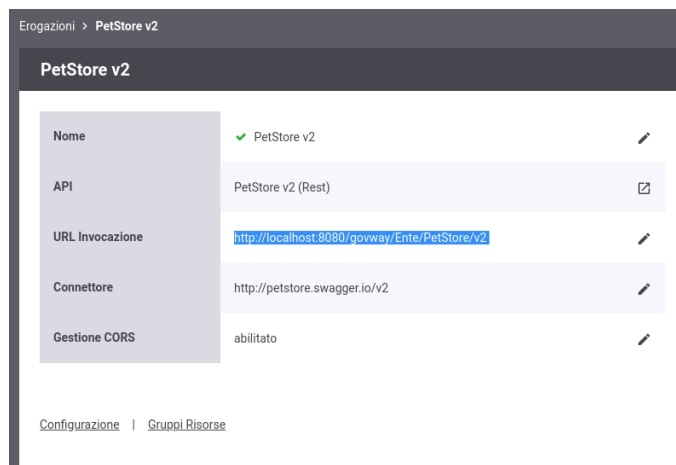 Erogazioni > PetStore v2
PetStore v2
Nome PetStore v2
API PetStore v2 (Rest)
URL Invocazione http://localhost:8080/govway/Ente/PetStore/v2
Connettore http://petstore.swagger.io/v2
Gestione CORS abilitato
Configurazione | Gruppi Risorse